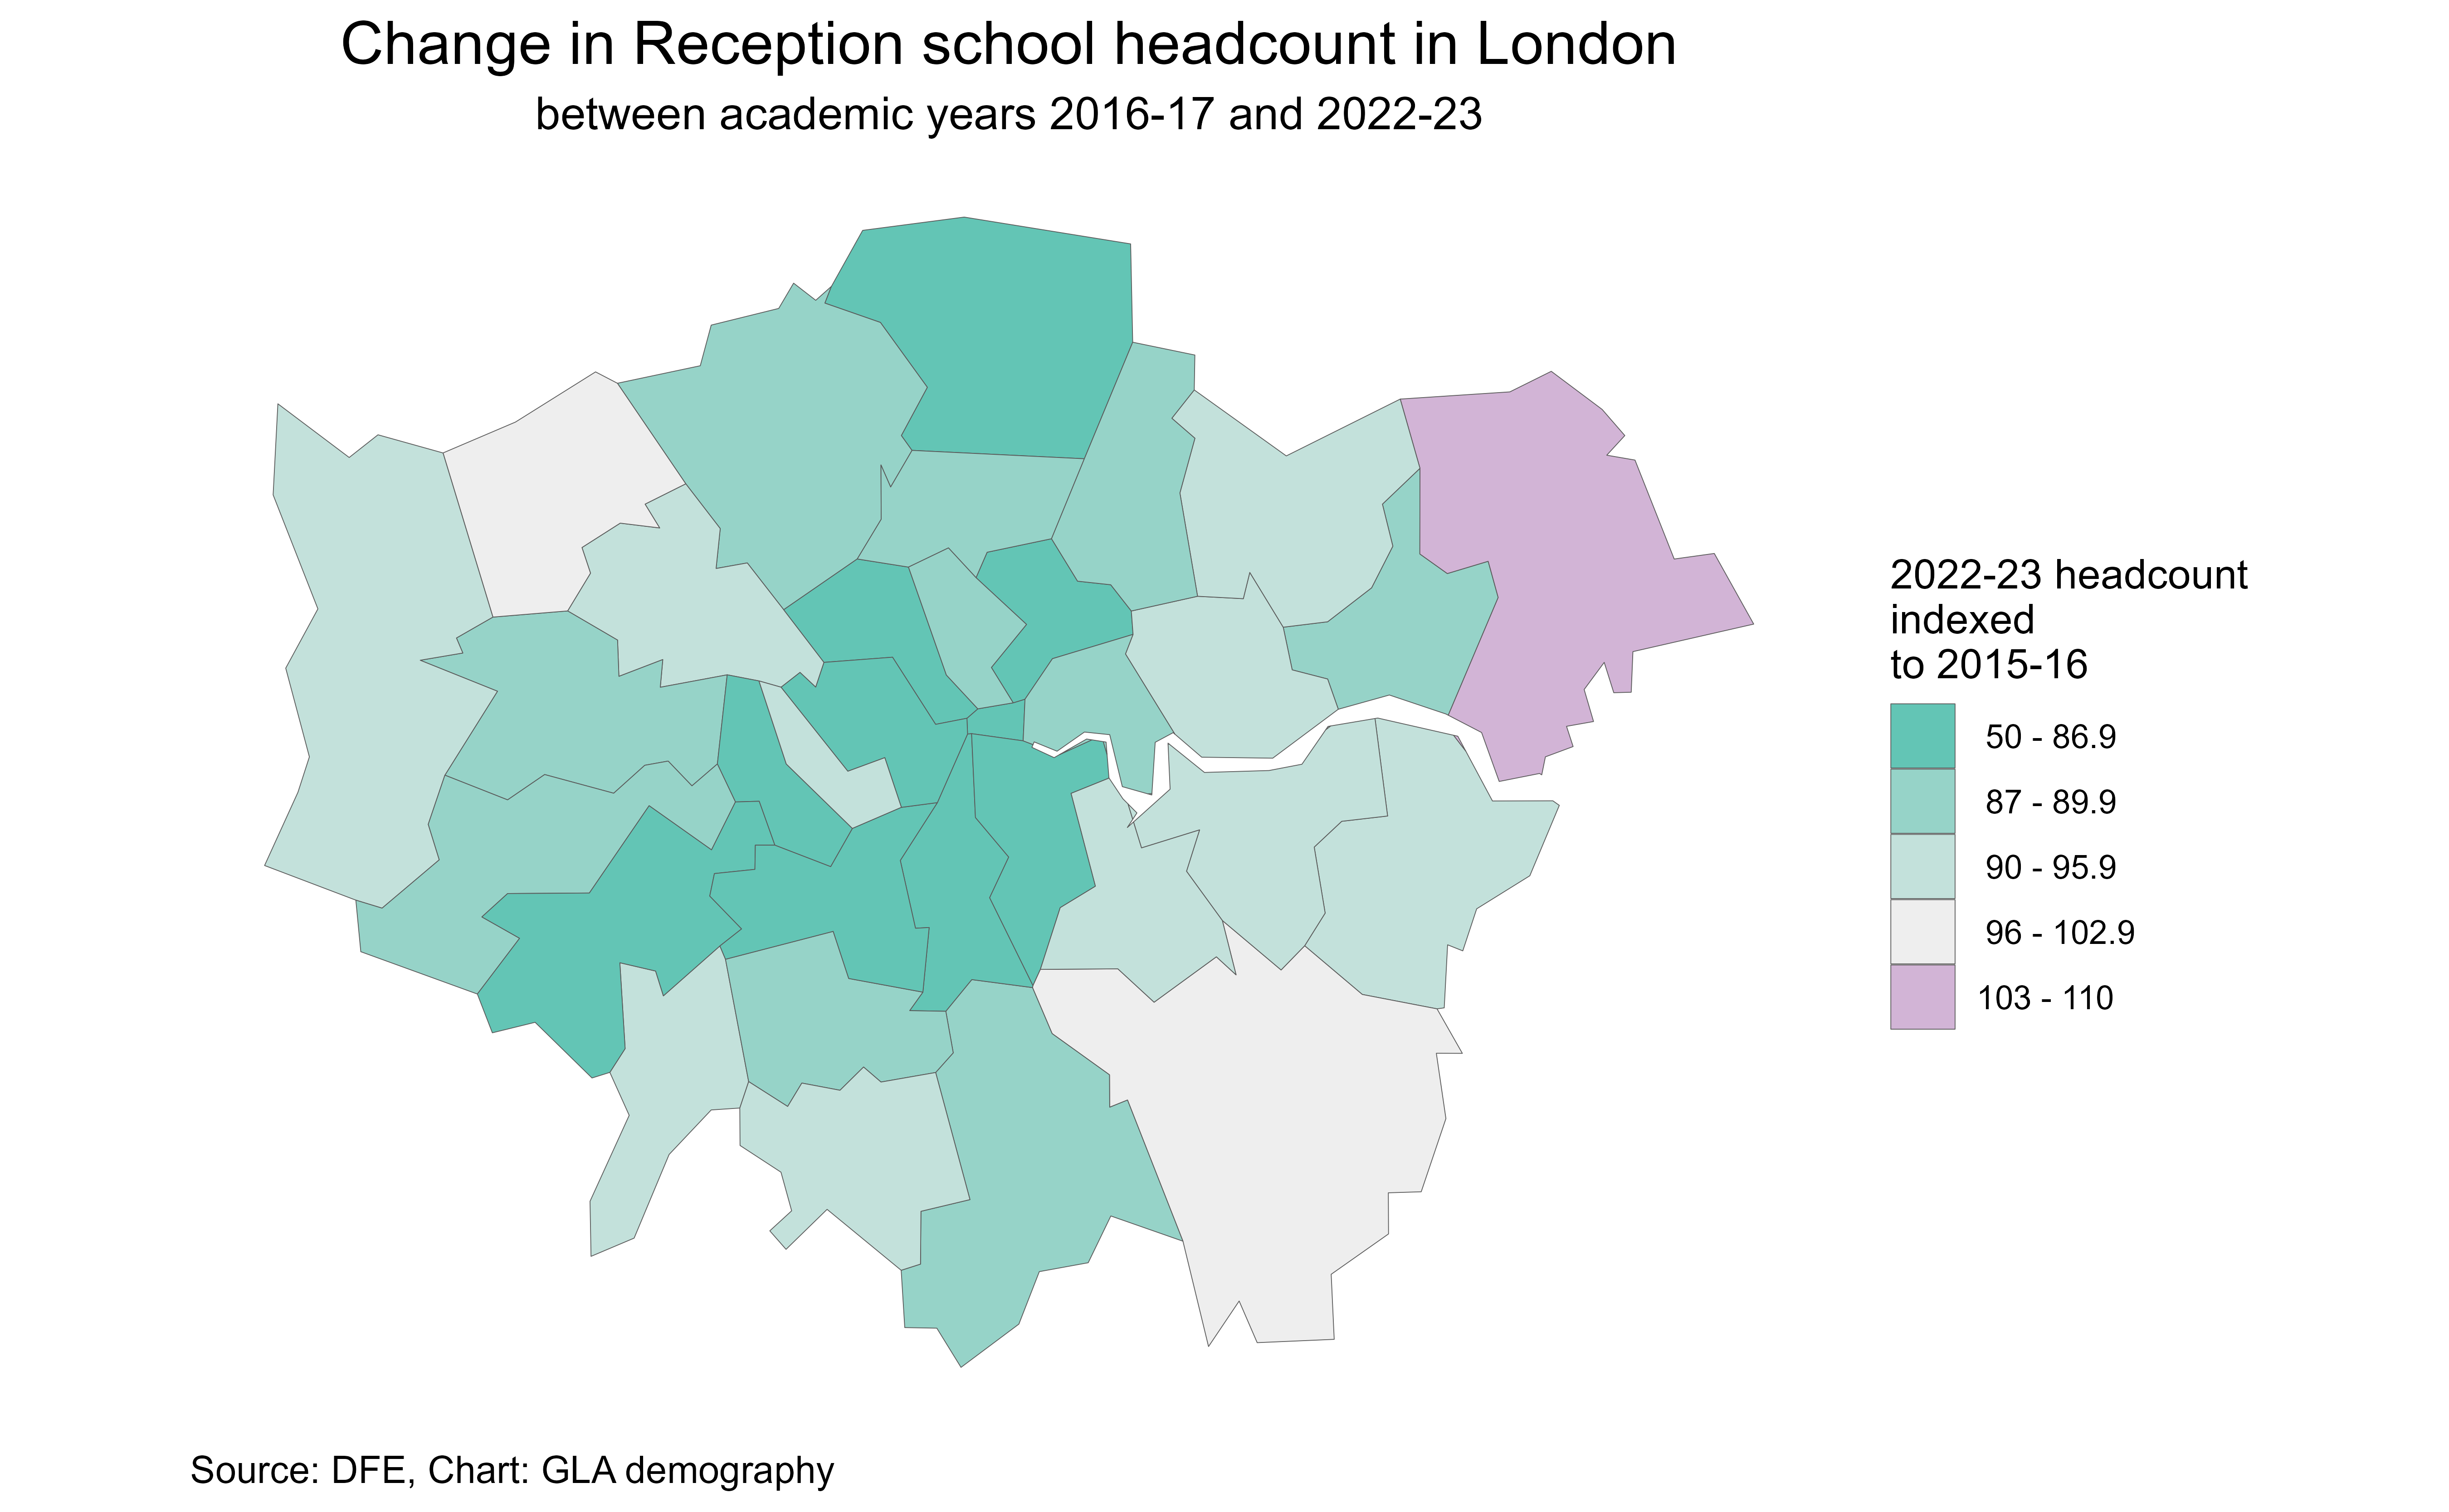 Change in Reception school headcount in London
between academic years 2016-17 and 2022-23
2022-23 headcount
indexed
to 2015-16
50 - 86.9
87 - 89.9
90 - 95.9
96 - 102.9
103 - 110
Source: DFE, Chart: GLA demography